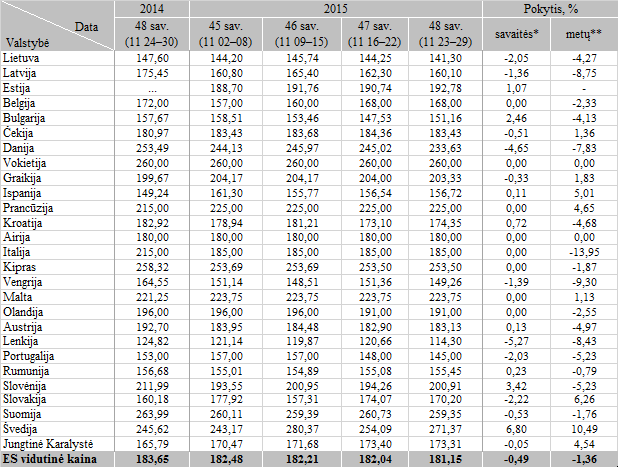 Data 2014 2015 Pokytis, %
Valstybė 48 sav. (11 24–30) 45 sav. (11 02–08) 46 sav. (11 09–15) 47 sav. (11 16–22) 48 sav. (11 23–29) savaitės* metų**
Lietuva 147,60 144,20 145,74 144,25 141,30 -2,05 -4,27
Latvija 175,45 160,80 165,40 162,30 160,10 -1,36 -8,75
Estija ... 188,70 191,76 190,74 192,78 1,07 -
Belgija 172,00 157,00 160,00 168,00 168,00 0,00 -2,33
Bulgarija 157,67 158,51 153,46 147,53 151,16 2,46 -4,13
Čekija 180,97 183,43 183,68 184,36 183,43 -0,51 1,36
Danija 253,49 244,13 245,97 245,02 233,63 -4,65 -7,83
Vokietija 260,00 260,00 260,00 260,00 260,00 0,00 0,00
Graikija 199,67 204,17 204,17 204,00 203,33 -0,33 1,83
Ispanija 149,24 161,30 155,77 156,54 156,72 0,11 5,01
Prancūzija 215,00 225,00 225,00 225,00 225,00 0,00 4,65
Kroatija 182,92 178,94 181,21 173,10 174,35 0,72 -4,68
Airija 180,00 180,00 180,00 180,00 180,00 0,00 0,00
Italija 215,00 185,00 185,00 185,00 185,00 0,00 -13,95
Kipras 258,32 253,69 253,69 253,50 253,50 0,00 -1,87
Vengrija 164,55 151,14 148,51 151,36 149,26 -1,39 -9,30
Malta 221,25 223,75 223,75 223,75 223,75 0,00 1,13
Olandija 196,00 196,00 196,00 191,00 191,00 0,00 -2,55
Austrija 192,70 183,95 184,48 182,90 183,13 0,13 -4,97
Lenkija 124,82 121,14 119,87 120,66 114,30 -5,27 -8,43
Portugalija 153,00 157,00 157,00 148,00 145,00 -2,03 -5,23
Rumunija 156,68 155,01 154,89 155,08 155,45 0,23 -0,79
Slovėnija 211,99 193,55 200,95 194,26 200,91 3,42 -5,23
Slovakija 160,18 177,92 157,31 174,07 170,20 -2,22 6,26
Suomija 263,99 260,11 259,39 260,73 259,35 -0,53 -1,76
Švedija 245,62 243,17 280,37 254,09 271,37 6,80 10,49
Jungtinė Karalystė 165,79 170,47 171,68 173,40 173,31 -0,05 4,54
ES vidutinė kaina 183,65 182,48 182,21 182,04 181,15 -0,49 -1,36